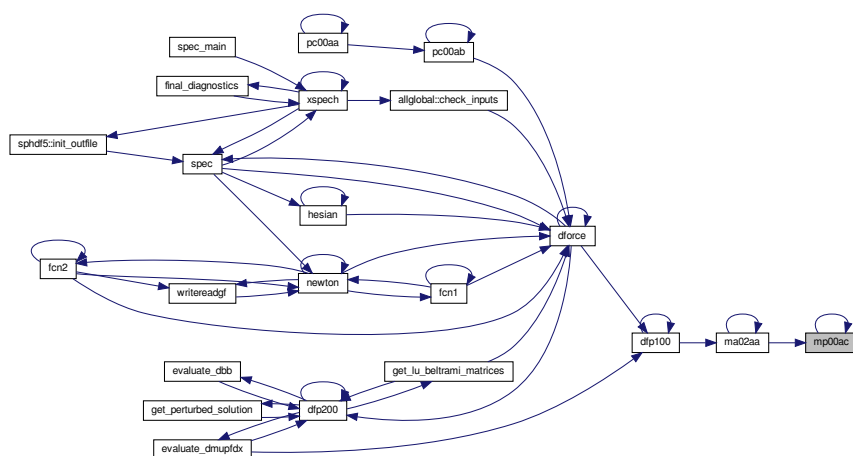 pc00aa
pc00ab
spec_main
final_diagnostics
xspech
allglobal::check_inputs
sphdf5::init_outfile
spec
hesian
dforce
fcn2
writereadgf
newton
fcn1
dfp100
ma02aa
mp00ac
evaluate_dbb
get_lu_beltrami_matrices
get_perturbed_solution
dfp200
evaluate_dmupfdx